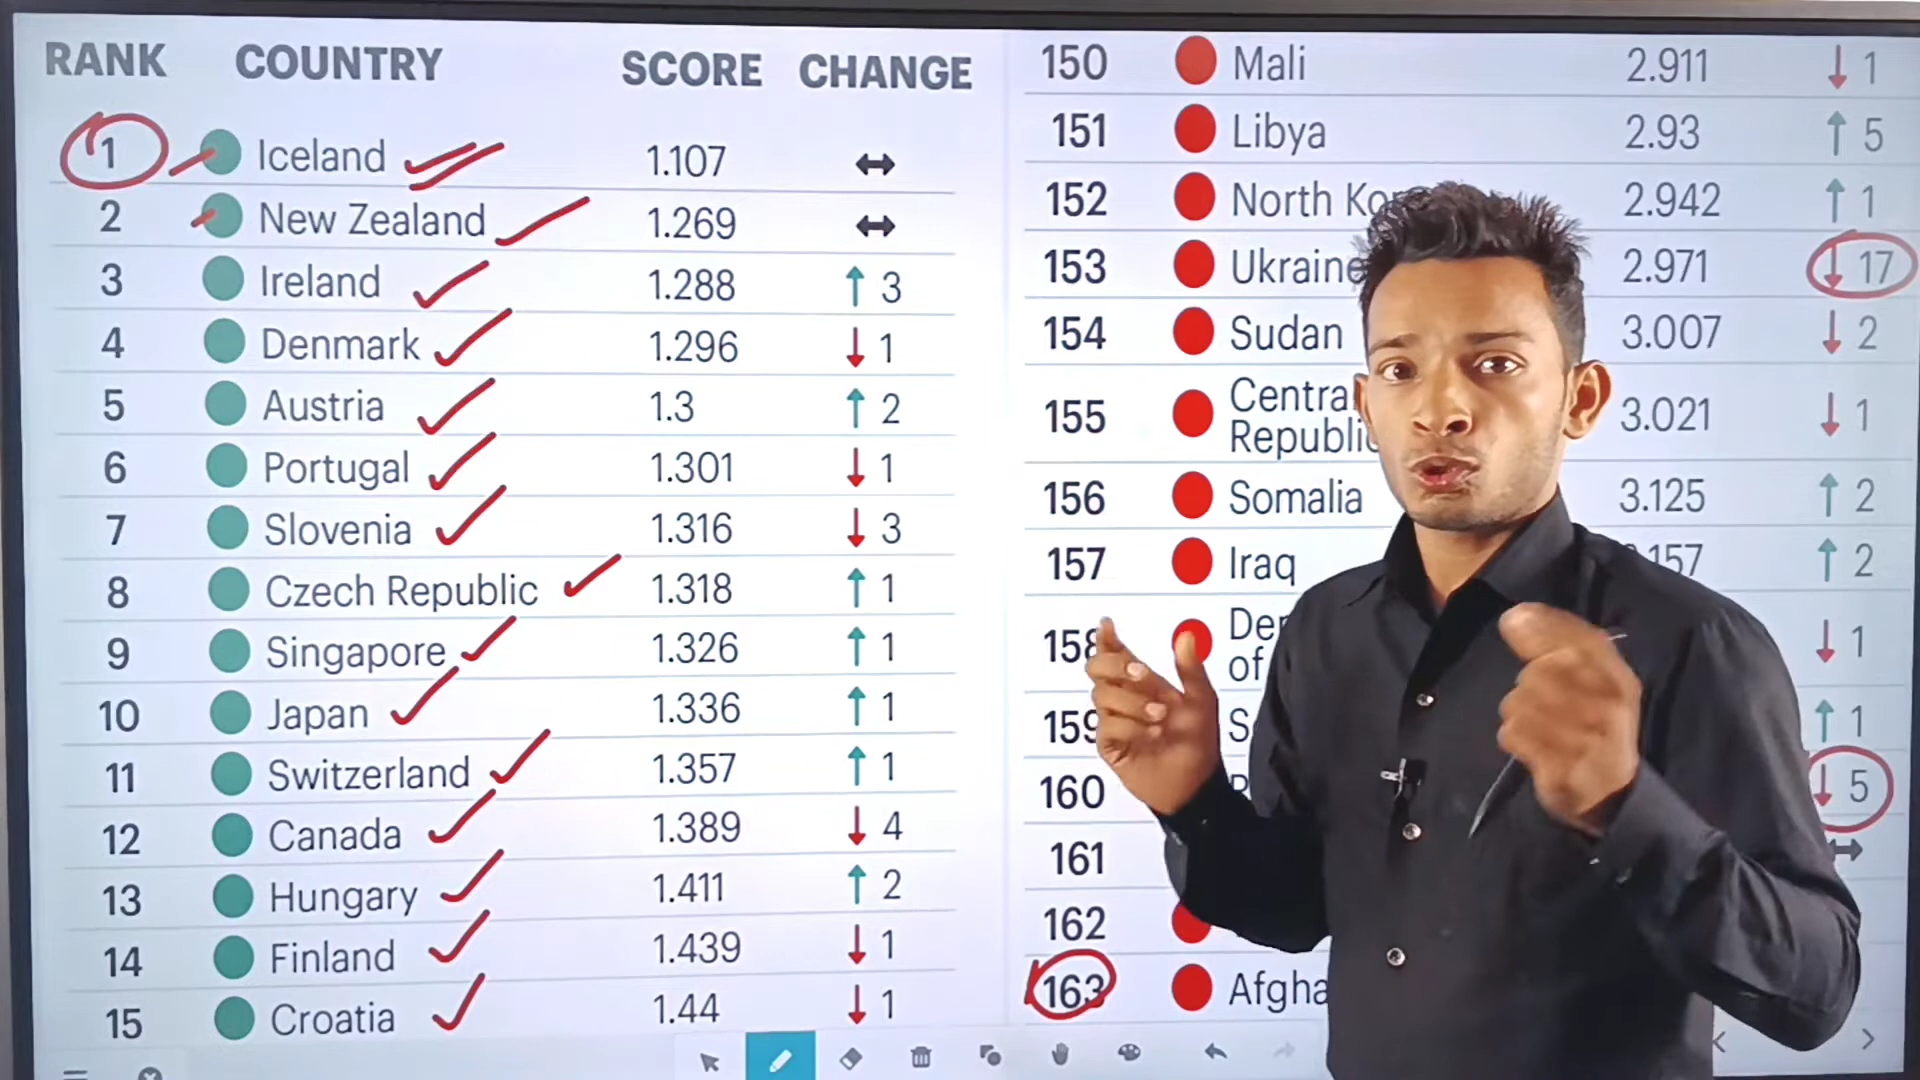 RANK COUNTRY SCORE CHANGE
1 Iceland 1.107 ↔
2 New Zealand 1.269 ↔
3 Ireland 1.288 ↑ 3
4 Denmark 1.296 ↓ 1
5 Austria 1.3 ↑ 2
6 Portugal 1.301 ↓ 1
7 Slovenia 1.316 ↓ 3
8 Czech Republic 1.318 ↑ 1
9 Singapore 1.326 ↑ 1
10 Japan 1.336 ↑ 1
11 Switzerland 1.357 ↑ 1
12 Canada 1.389 ↓ 4
13 Hungary 1.411 ↑ 2
14 Finland 1.439 ↓ 1
15 Croatia 1.44 ↓ 1
150 Mali 2.911 ↓ 1
151 Libya 2.93 ↑ 5
152 North Ko 2.942 ↑ 1
153 Ukraine 2.971 ↓ 17
154 Sudan 3.007 ↓ 2
155 Central
Republic 3.021 ↓ 1
156 Somalia 3.125 ↑ 2
157 Iraq 157 ↑ 2
158 De
of ↓ 1
159 S ↑ 1
160 ↓ 5
161 ↔
162
163 Afgha